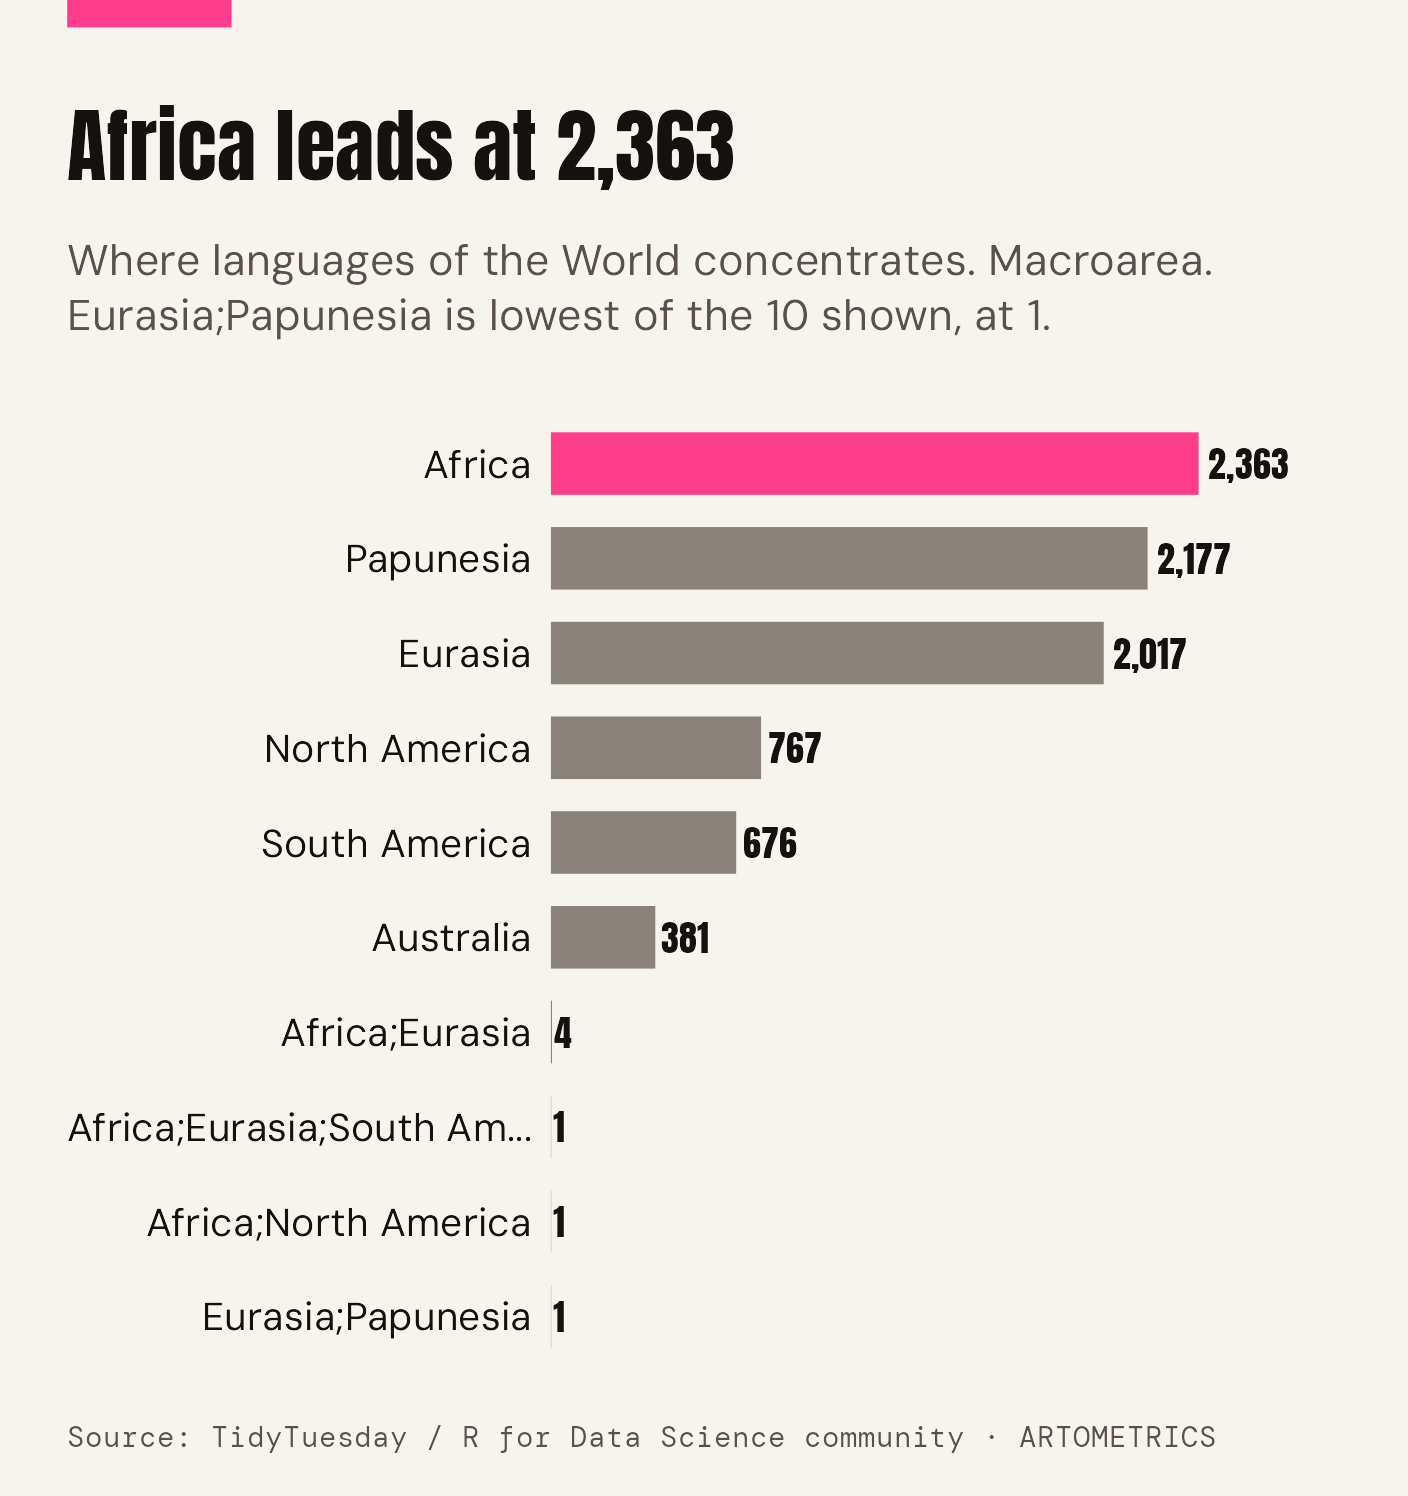 Africa leads at 2,363
Where languages of the World concentrates. Macroarea.
Eurasia;Papunesia is lowest of the 10 shown, at 1.
Africa 2,363
Papunesia 2,177
Eurasia 2,017
North America 767
South America 676
Australia 381
Africa;Eurasia 4
Africa;Eurasia;South Am... 1
Africa;North America 1
Eurasia;Papunesia 1
Source: TidyTuesday / R for Data Science community · ARTOMETRICS